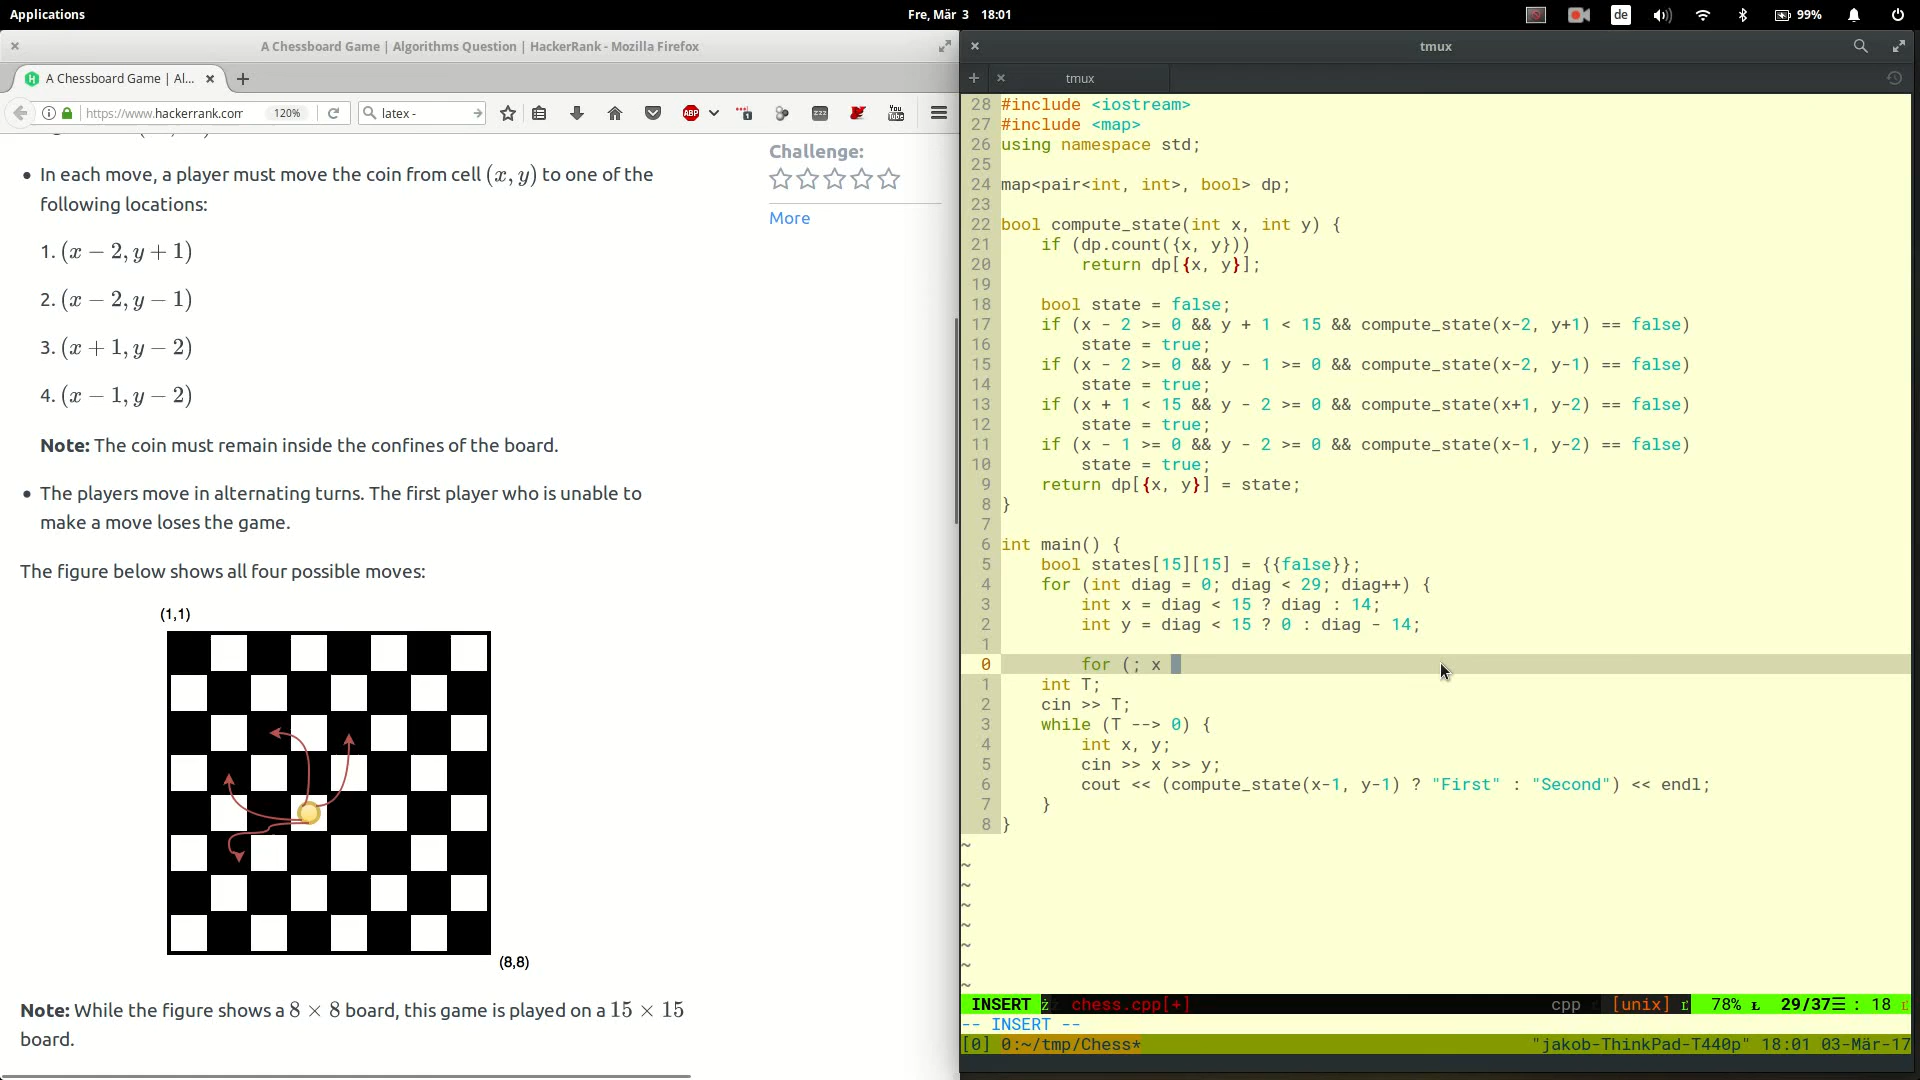 Applications
Fre, Mär 3 18:01
de
99%
A Chessboard Game | Algorithms Question | HackerRank - Mozilla Firefox
A Chessboard Game | Al...
https://www.hackerrank.com
120%
latex -
ABP
You Tube
• In each move, a player must move the coin from cell (x, y) to one of the
following locations:
1. (x − 2, y + 1)
2. (x − 2, y − 1)
3. (x + 1, y − 2)
4. (x − 1, y − 2)
Note: The coin must remain inside the confines of the board.
• The players move in alternating turns. The first player who is unable to
make a move loses the game.
The figure below shows all four possible moves:
(1,1)
(8,8)
Note: While the figure shows a 8 × 8 board, this game is played on a 15 × 15
board.
Challenge:
More
tmux
tmux
28 #include <iostream>
27 #include <map>
26 using namespace std;
25
24 map<pair<int, int>, bool> dp;
23
22 bool compute_state(int x, int y) {
21     if (dp.count({x, y}))
20         return dp[{x, y}];
19
18     bool state = false;
17     if (x - 2 >= 0 && y + 1 < 15 && compute_state(x-2, y+1) == false)
16         state = true;
15     if (x - 2 >= 0 && y - 1 >= 0 && compute_state(x-2, y-1) == false)
14         state = true;
13     if (x + 1 < 15 && y - 2 >= 0 && compute_state(x+1, y-2) == false)
12         state = true;
11     if (x - 1 >= 0 && y - 2 >= 0 && compute_state(x-1, y-2) == false)
10         state = true;
9     return dp[{x, y}] = state;
8 }
7
6 int main() {
5     bool states[15][15] = {{false}};
4     for (int diag = 0; diag < 29; diag++) {
3         int x = diag < 15 ? diag : 14;
2         int y = diag < 15 ? 0 : diag - 14;
1
0         for (; x
1     int T;
2     cin >> T;
3     while (T --> 0) {
4         int x, y;
5         cin >> x >> y;
6         cout << (compute_state(x-1, y-1) ? "First" : "Second") << endl;
7     }
8 }
~
~
~
~
~
~
~
~
INSERT chess.cpp[+] cpp [unix] 78% 29/37☰ : 18
-- INSERT --
[0] 0:~/tmp/Chess* "jakob-ThinkPad-T440p" 18:01 03-Mär-17